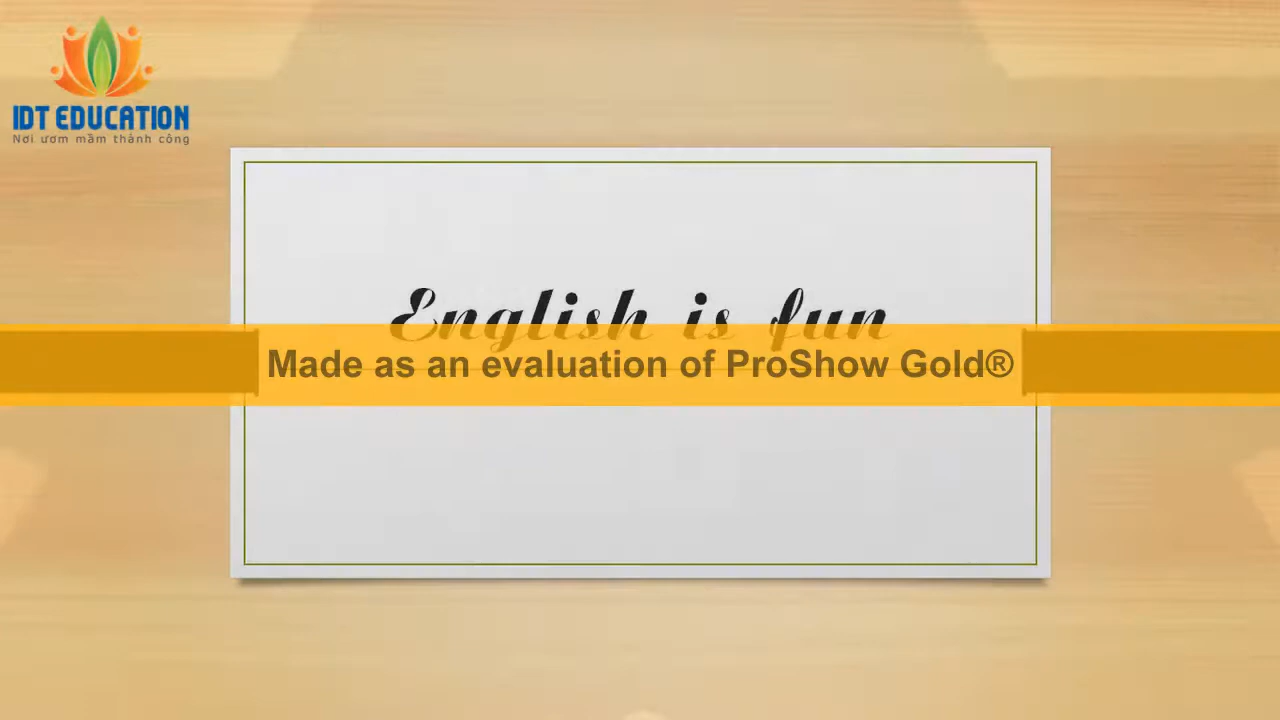 IDT EDUCATION
Nơi ươm mầm thành công
English is fun
Made as an evaluation of ProShow Gold®